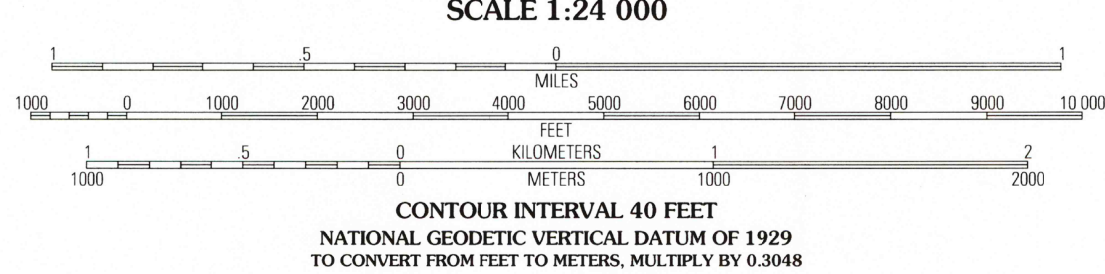 SCALE 1:24 000
1 .5 0 1
MILES
1000 0 1000 2000 3000 4000 5000 6000 7000 8000 9000 10 000
FEET
1 .5 0 KILOMETERS 1 2
1000 0 METERS 1000 2000
CONTOUR INTERVAL 40 FEET
NATIONAL GEODETIC VERTICAL DATUM OF 1929
TO CONVERT FROM FEET TO METERS, MULTIPLY BY 0.3048